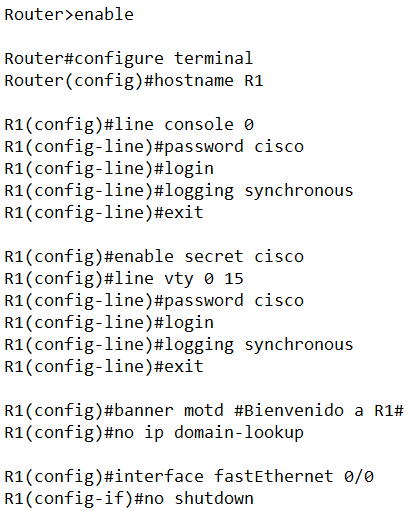 Router>enable
Router#configure terminal
Router(config)#hostname R1
R1(config)#line console 0
R1(config-line)#password cisco
R1(config-line)#login
R1(config-line)#logging synchronous
R1(config-line)#exit
R1(config)#enable secret cisco
R1(config)#line vty 0 15
R1(config-line)#password cisco
R1(config-line)#login
R1(config-line)#logging synchronous
R1(config-line)#exit
R1(config)#banner motd #Bienvenido a R1#
R1(config)#no ip domain-lookup
R1(config)#interface fastEthernet 0/0
R1(config-if)#no shutdown